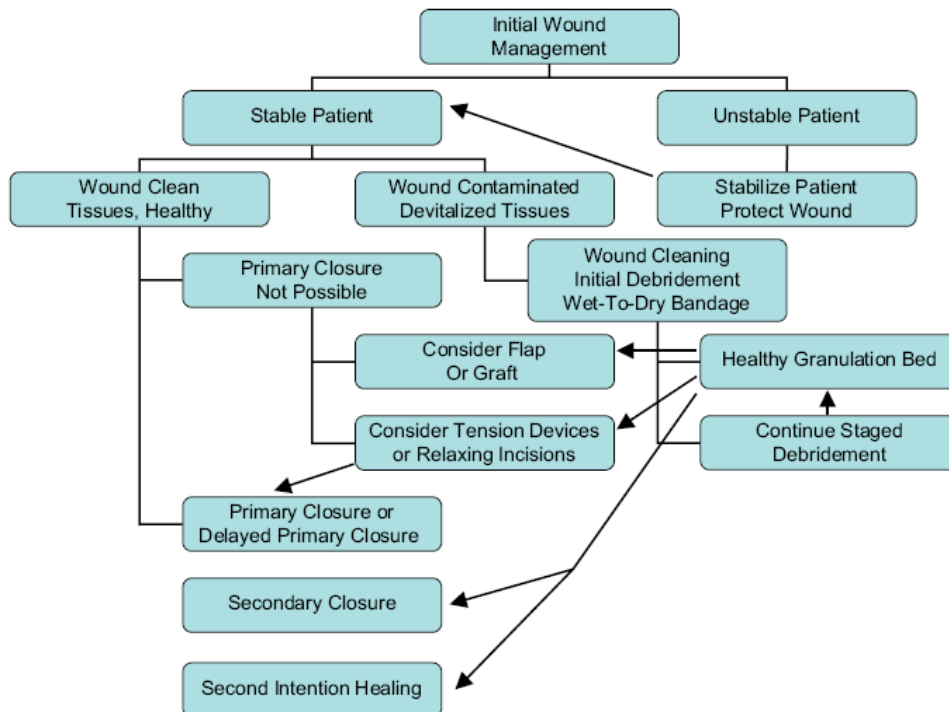 Initial Wound
Management
Stable Patient
Unstable Patient
Wound Clean
Tissues, Healthy
Wound Contaminated
Devitalized Tissues
Stabilize Patient
Protect Wound
Primary Closure
Not Possible
Wound Cleaning
Initial Debridement
Wet-To-Dry Bandage
Consider Flap
Or Graft
Healthy Granulation Bed
Consider Tension Devices
or Relaxing Incisions
Continue Staged
Debridement
Primary Closure or
Delayed Primary Closure
Secondary Closure
Second Intention Healing